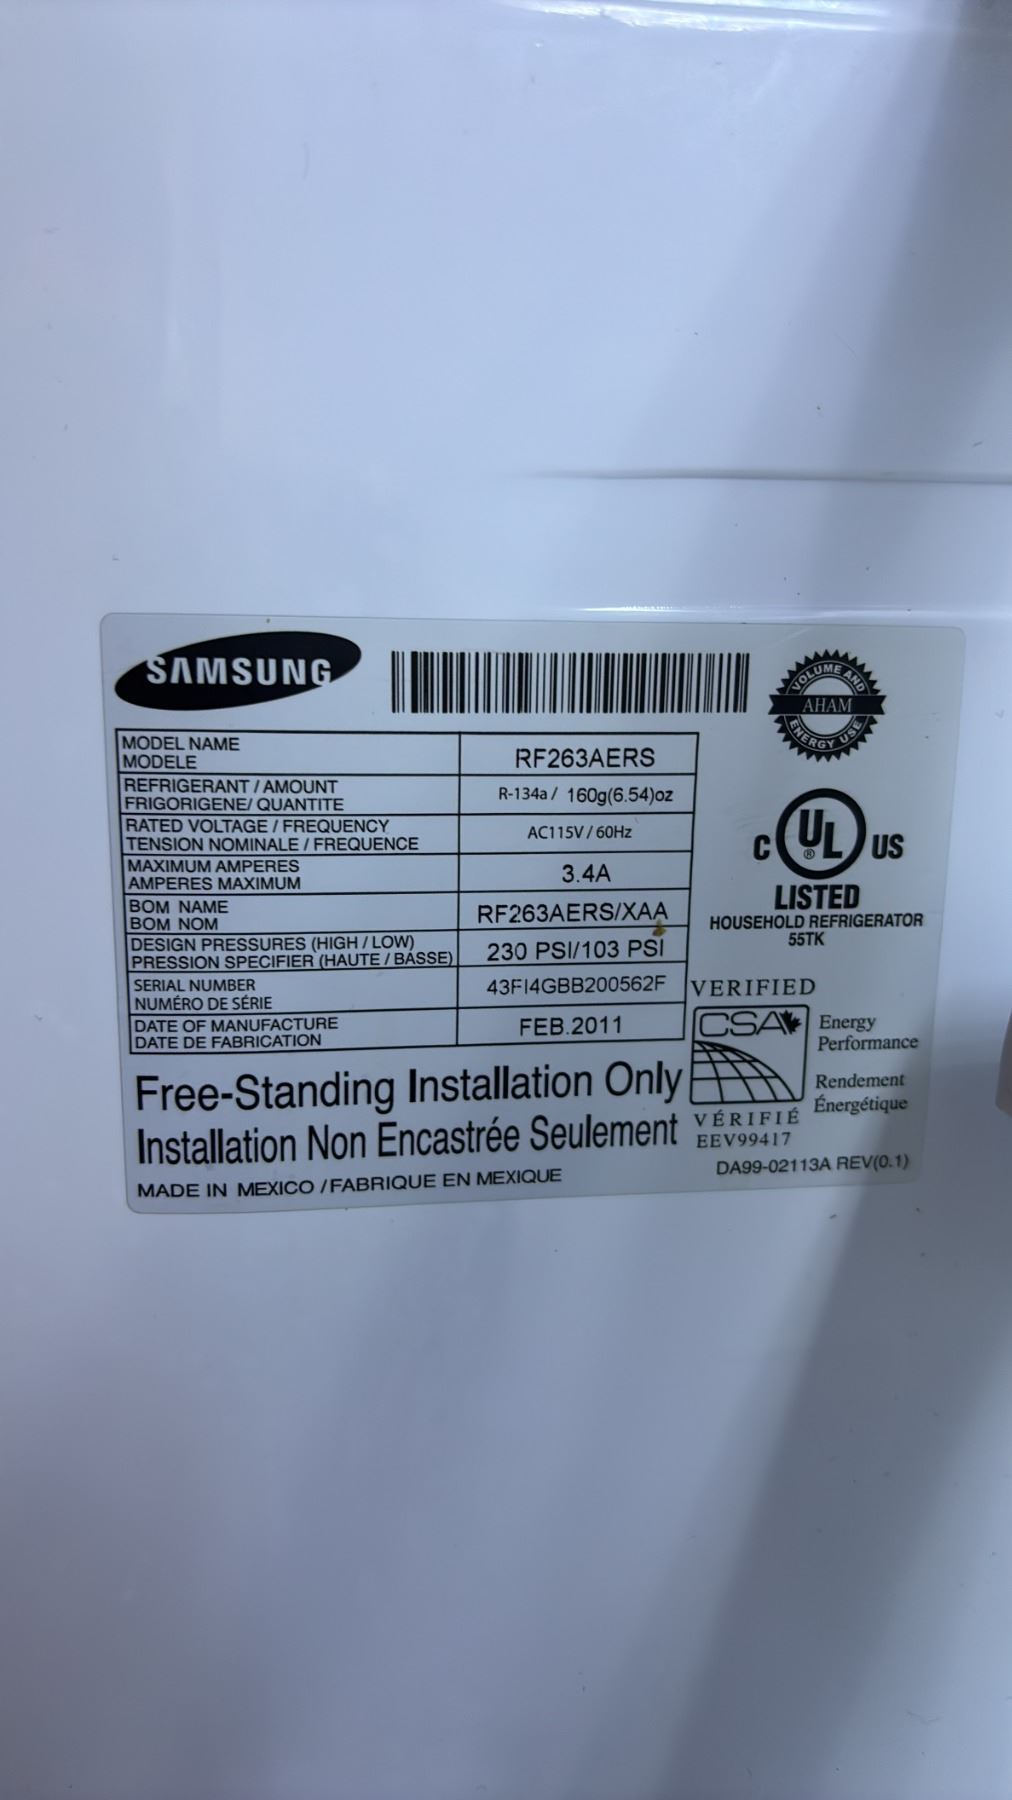 SAMSUNG
VOLUME AND
AHAM
ENERGY USE
MODEL NAME
MODELE
RF263AERS
REFRIGERANT / AMOUNT
FRIGORIGENE/ QUANTITE
R-134a / 160g(6.54)oz
RATED VOLTAGE / FREQUENCY
TENSION NOMINALE / FREQUENCE
AC115V / 60Hz
MAXIMUM AMPERES
AMPERES MAXIMUM
3.4A
BOM NAME
BOM NOM
RF263AERS/XAA
DESIGN PRESSURES (HIGH / LOW)
PRESSION SPECIFIER (HAUTE / BASSE)
230 PSI/103 PSI
SERIAL NUMBER
NUMÉRO DE SÉRIE
43FI4GBB200562F
DATE OF MANUFACTURE
DATE DE FABRICATION
FEB.2011
C UL ® US
LISTED
HOUSEHOLD REFRIGERATOR
55TK
VERIFIED
CSA
Energy
Performance
Rendement
Énergétique
VÉRIFIÉ
EEV99417
Free-Standing Installation Only
Installation Non Encastrée Seulement
MADE IN MEXICO / FABRIQUE EN MEXIQUE
DA99-02113A REV(0.1)